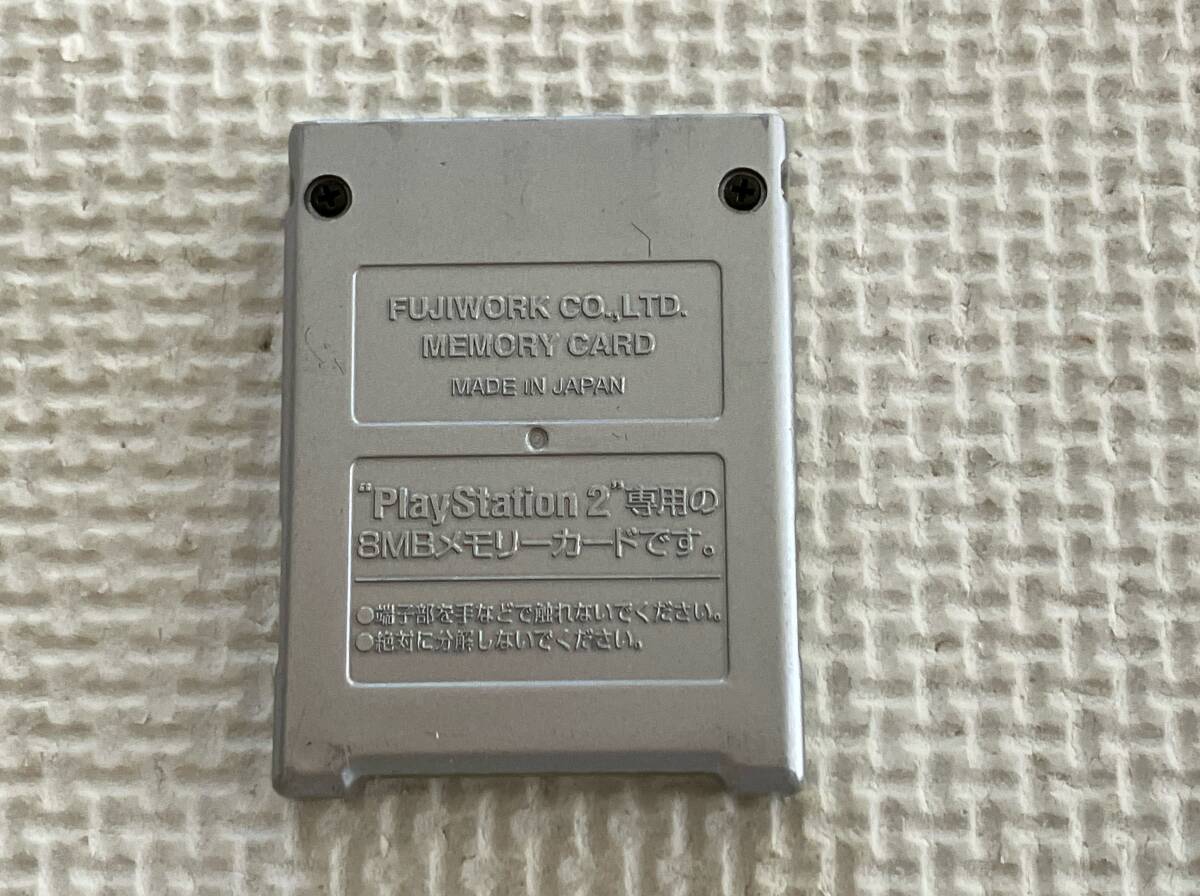 FUJIWORK CO.,LTD.
MEMORY CARD
MADE IN JAPAN
"PlayStation 2"専用の
8MBメモリーカードです。
●端子部を手などで触れないでください。
●絶対に分解しないでください。